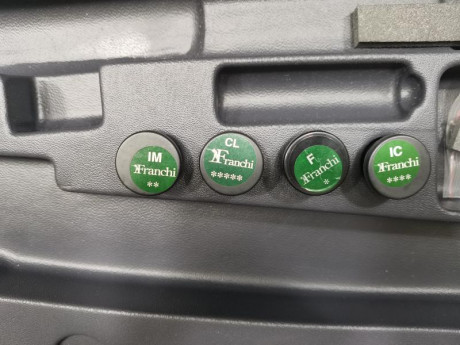 IM
Franchi
**
CL
Franchi
*****
F
Franchi
*
IC
Franchi
****